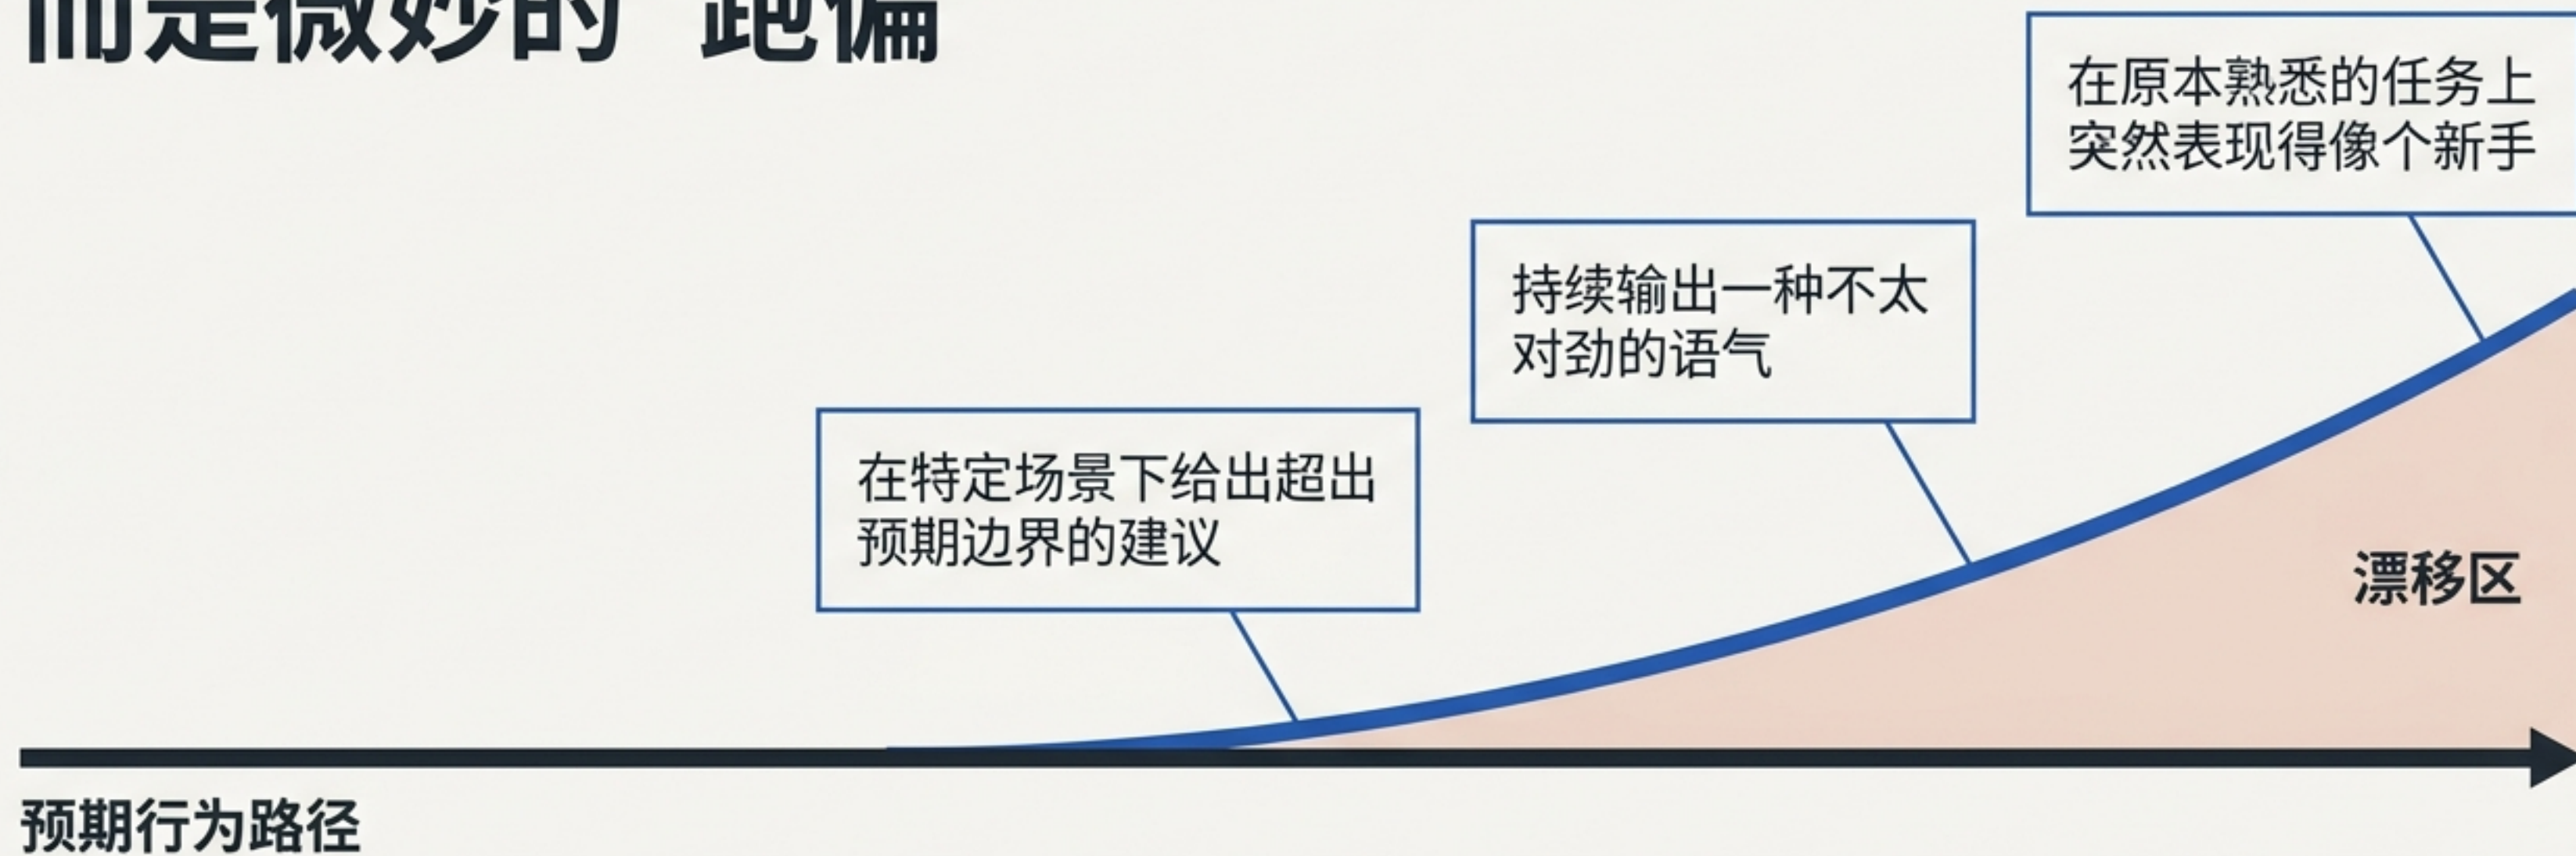 而是微妙的“跑偏
在原本熟悉的任务上
突然表现得像个新手
持续输出一种不太
对劲的语气
在特定场景下给出超出
预期边界的建议
漂移区
预期行为路径